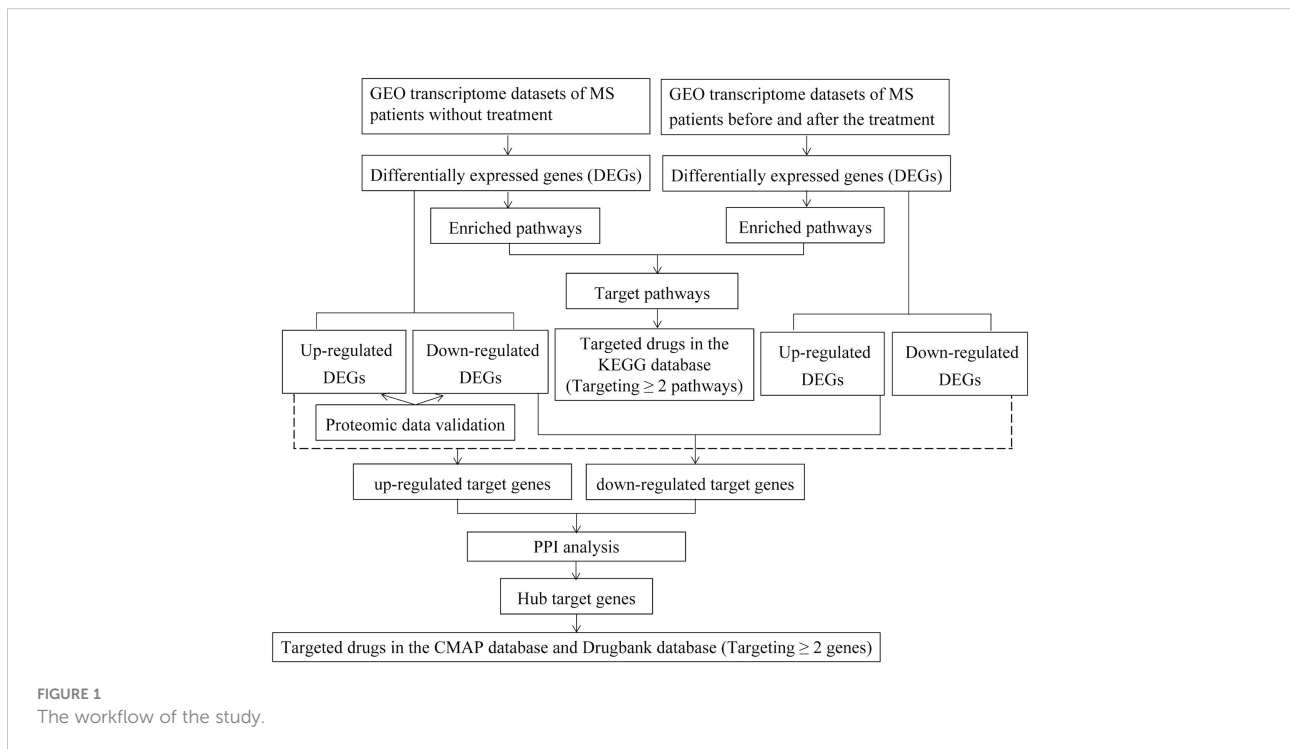 GEO transcriptome datasets of MS
patients without treatment
GEO transcriptome datasets of MS
patients before and after the treatment
Differentially expressed genes (DEGs)
Differentially expressed genes (DEGs)
Enriched pathways
Enriched pathways
Target pathways
Up-regulated
DEGs
Down-regulated
DEGs
Targeted drugs in the
KEGG database
(Targeting ≥ 2 pathways)
Up-regulated
DEGs
Down-regulated
DEGs
Proteomic data validation
up-regulated target genes
down-regulated target genes
PPI analysis
Hub target genes
Targeted drugs in the CMAP database and Drugbank database (Targeting ≥ 2 genes)
FIGURE 1
The workflow of the study.